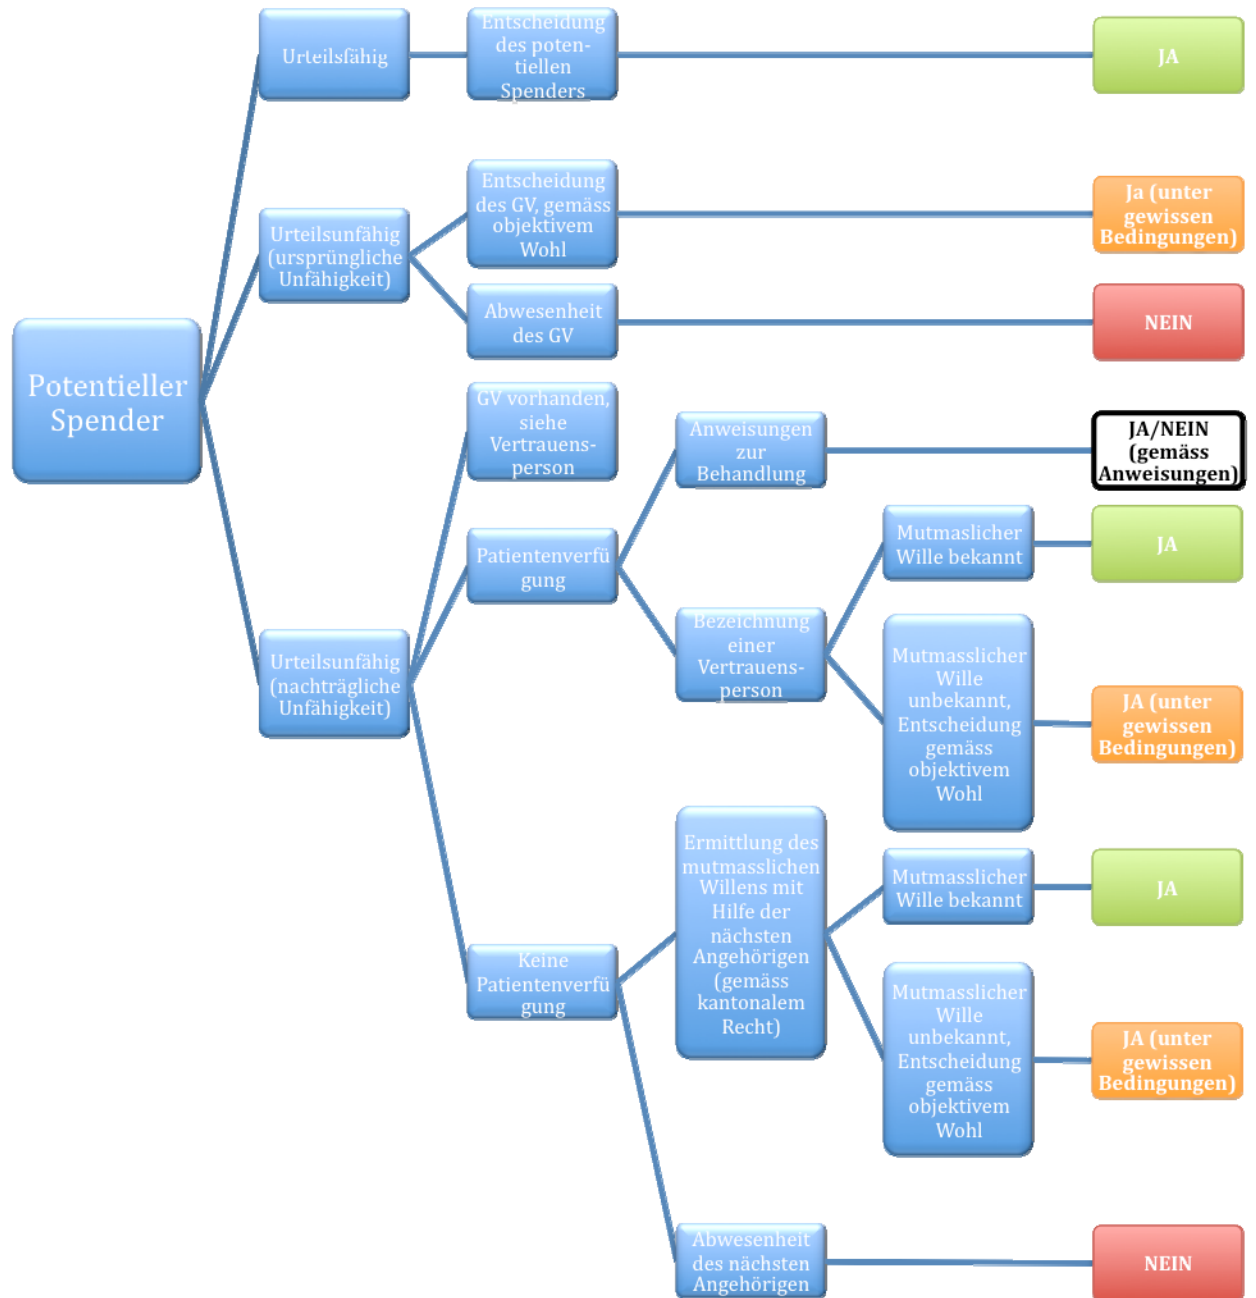 Potentieller
Spender
Urteilsfähig
Entscheidung
des poten-
tiellen
Spenders
JA
Urteilsunfähig
(ursprüngliche
Unfähigkeit)
Entscheidung
des GV, gemäss
objektivem
Wohl
Ja (unter
gewissen
Bedingungen)
Abwesenheit
des GV
NEIN
Urteilsunfähig
(nachträgliche
Unfähigkeit)
GV vorhanden,
siehe
Vertrauens-
person
Patientenverfü
gung
Anweisungen
zur
Behandlung
JA/NEIN
(gemäss
Anweisungen)
Bezeichnung
einer
Vertrauens-
person
Mutmaslicher
Wille bekannt
JA
Mutmasslicher
Wille
unbekannt,
Entscheidung
gemäss
objektivem
Wohl
JA (unter
gewissen
Bedingungen)
Keine
Patientenverfü
gung
Ermittlung des
mutmasslichen
Willens mit
Hilfe der
nächsten
Angehörigen
(gemäss
kantonalem
Recht)
Mutmasslicher
Wille bekannt
JA
Mutmasslicher
Wille
unbekannt,
Entscheidung
gemäss
objektivem
Wohl
JA (unter
gewissen
Bedingungen)
Abwesenheit
des nächsten
Angehörigen
NEIN